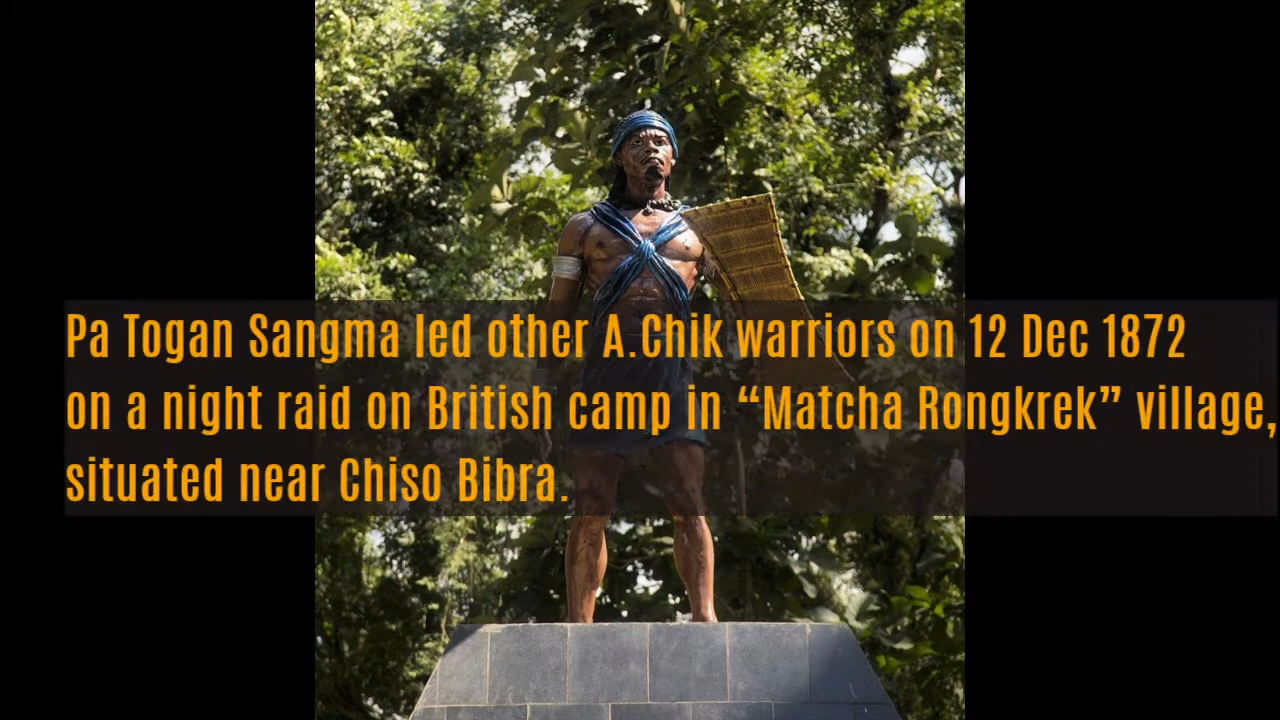 Pa Togan Sangma led other A.Chik warriors on 12 Dec 1872
on a night raid on British camp in “Matcha Rongkrek” village,
situated near Chiso Bibra.